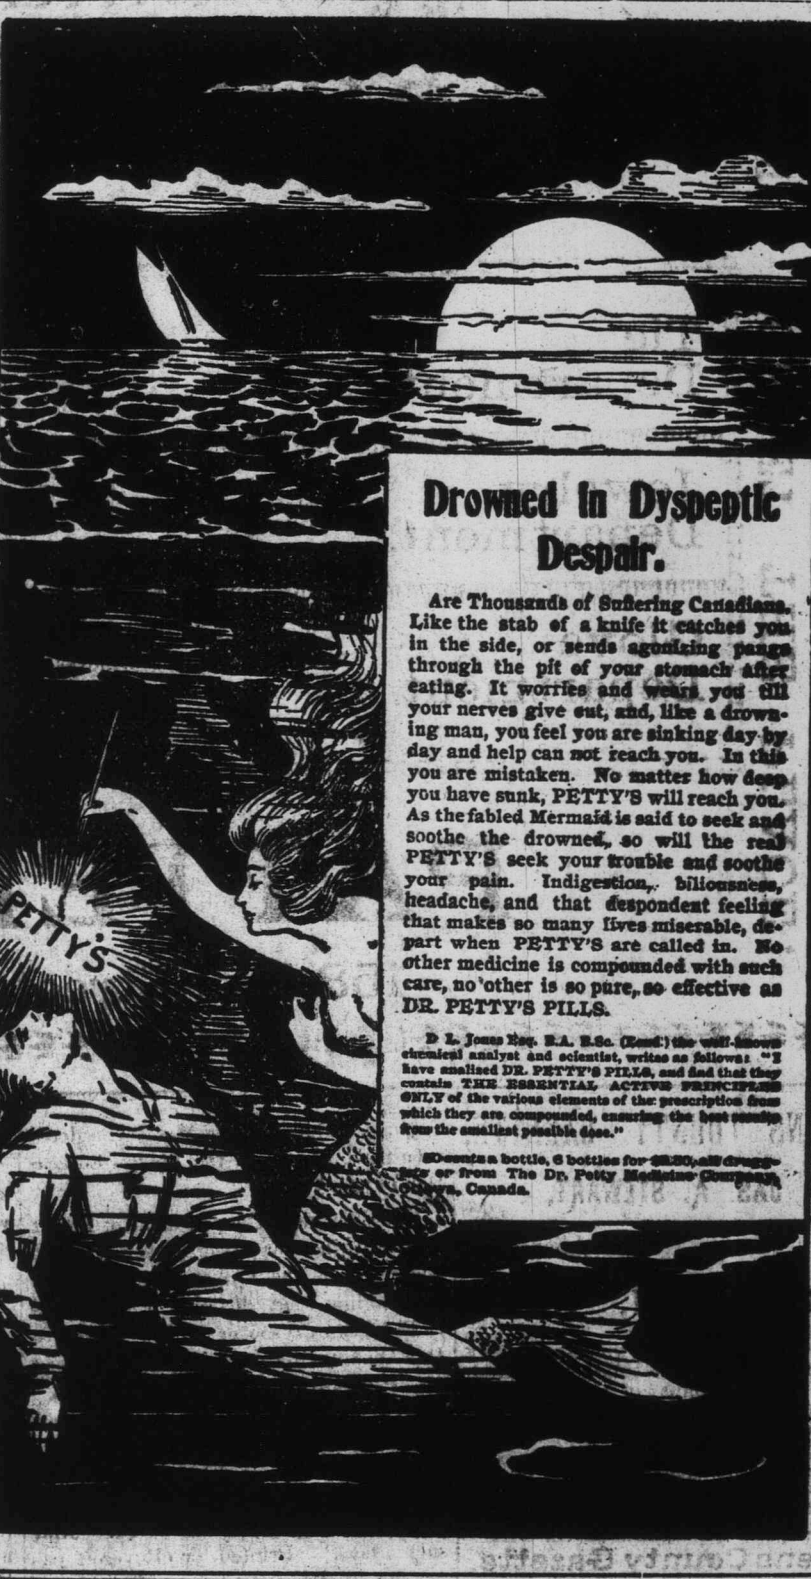 Drowned in Dyspeptic
Despair.
Are Thousands of Suffering Canadians.
Like the stab of a knife it catches you
in the side, or sends agonizing pangs
through the pit of your stomach after
eating. It worries and wears you till
your nerves give out, and, like a drown-
ing man, you feel you are sinking day by
day and help can not reach you. In this
you are mistaken. No matter how deep
you have sunk, PETTY'S will reach you.
As the fabled Mermaid is said to seek and
soothe the drowned, so will the real
PETTY'S seek your trouble and soothe
your pain. Indigestion, biliousness,
headache, and that despondent feeling
that makes so many lives miserable, de-
part when PETTY'S are called in. No
other medicine is compounded with such
care, no other is so pure, so effective as
DR. PETTY'S PILLS.
PETTY'S
D L. Jones Esq. B.A. B.Sc. (Lond.) the well-known
chemical analyst and scientist, writes as follows: "I
have analized DR. PETTY'S PILLS, and find that they
contain THE ESSENTIAL ACTIVE PRINCIPLES
ONLY of the various elements of the prescription from
which they are compounded, ensuring the best results
from the smallest possible dose."
a bottle, 6 bottles for all drugg-
or from The Dr. Petty Medicine Company,
Canada.